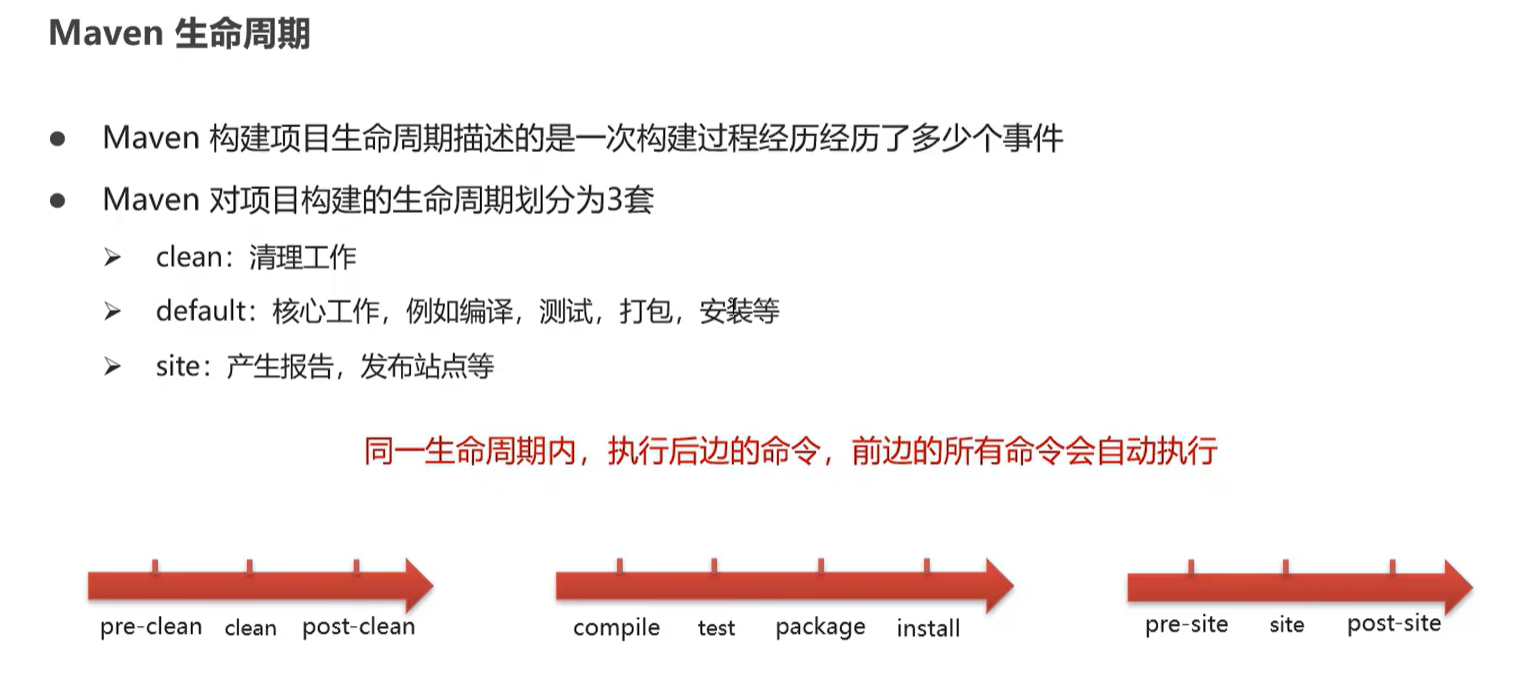 Maven 生命周期
● Maven 构建项目生命周期描述的是一次构建过程经历经历了多少个事件
● Maven 对项目构建的生命周期划分为3套
➢ clean：清理工作
➢ default：核心工作，例如编译，测试，打包，安装等
➢ site：产生报告，发布站点等
同一生命周期内，执行后边的命令，前边的所有命令会自动执行
pre-clean clean post-clean
compile test package install
pre-site site post-site